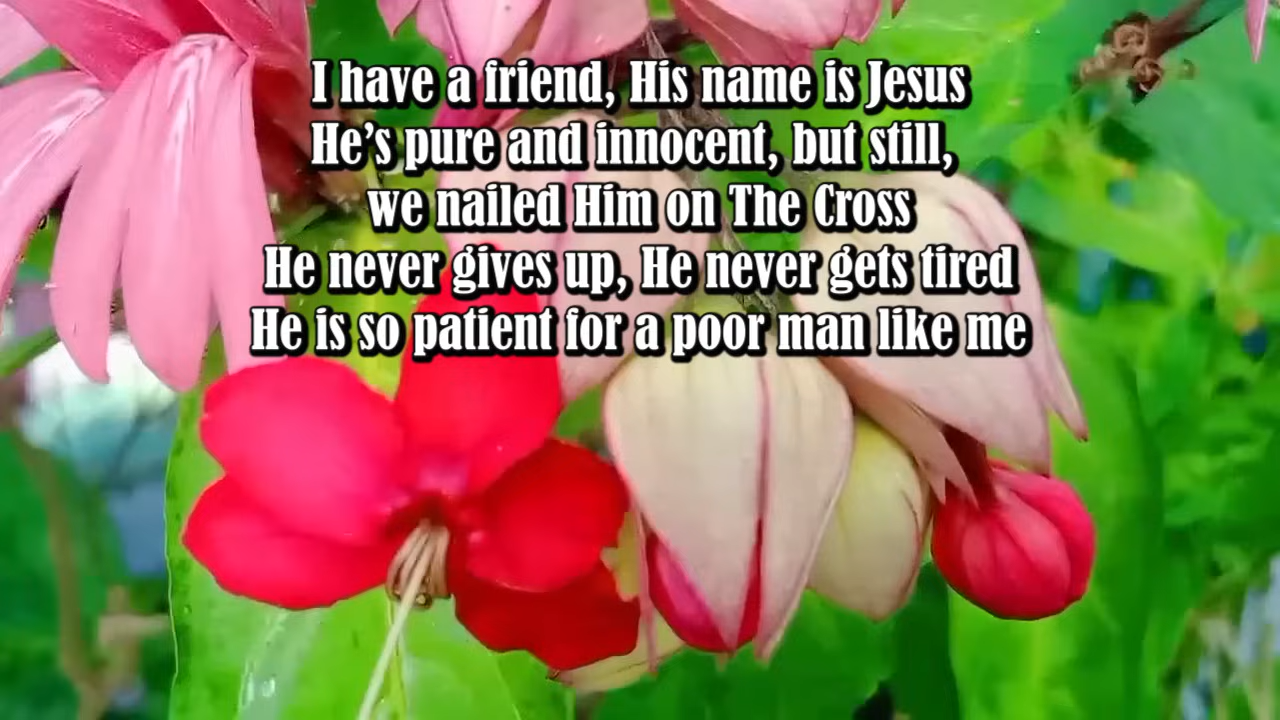 I have a friend, His name is Jesus
He's pure and innocent, but still,
we nailed Him on The Cross
He never gives up, He never gets tired
He is so patient for a poor man like me